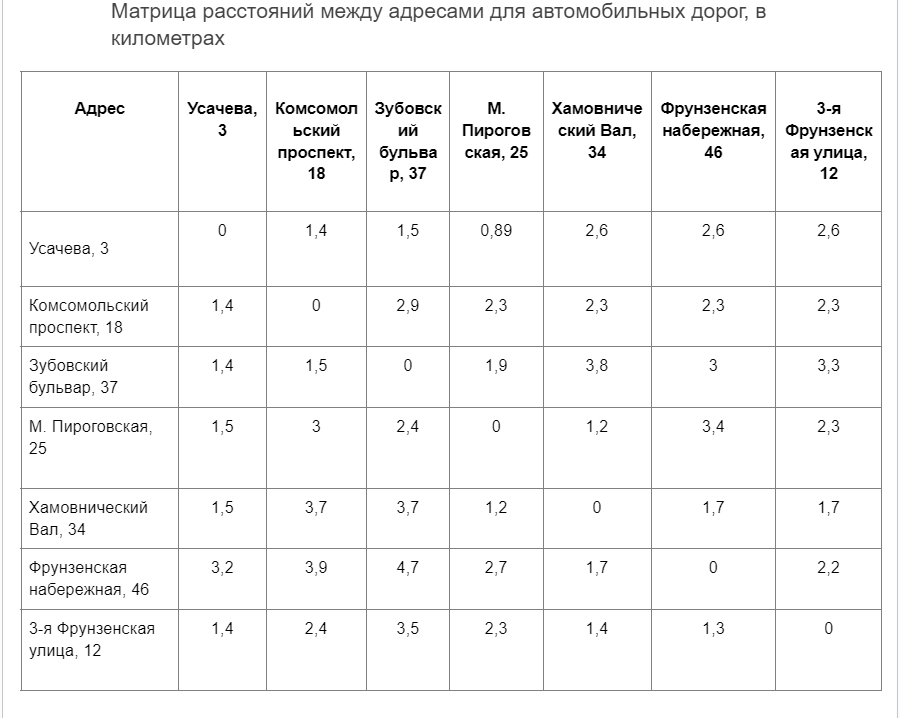 Матрица расстояний между адресами для автомобильных дорог, в
километрах
Адрес Усачева, 3 Комсомольский проспект, 18 Зубовский бульвар, 37 М. Пироговская, 25 Хамовнический Вал, 34 Фрунзенская набережная, 46 3-я Фрунзенская улица, 12
Усачева, 3 0 1,4 1,5 0,89 2,6 2,6 2,6
Комсомольский проспект, 18 1,4 0 2,9 2,3 2,3 2,3 2,3
Зубовский бульвар, 37 1,4 1,5 0 1,9 3,8 3 3,3
М. Пироговская, 25 1,5 3 2,4 0 1,2 3,4 2,3
Хамовнический Вал, 34 1,5 3,7 3,7 1,2 0 1,7 1,7
Фрунзенская набережная, 46 3,2 3,9 4,7 2,7 1,7 0 2,2
3-я Фрунзенская улица, 12 1,4 2,4 3,5 2,3 1,4 1,3 0